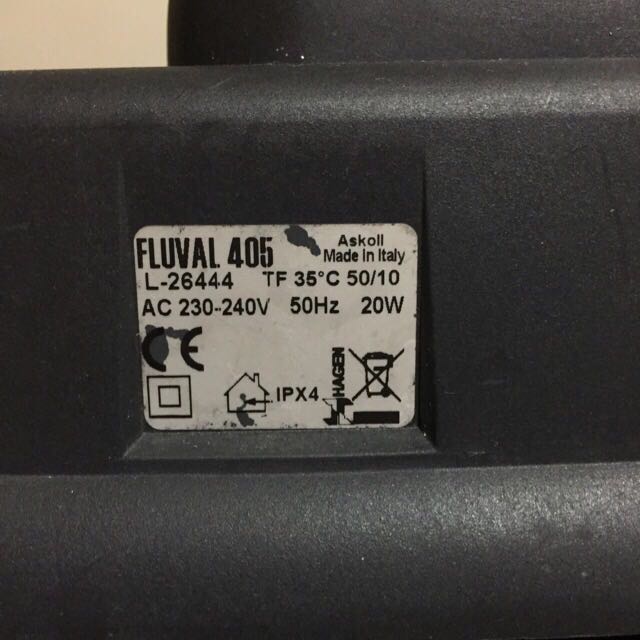 FLUVAL 405 Askoll
Made in Italy
L-26444 TF 35°C 50/10
AC 230-240V 50Hz 20W
CE
IPX4
HAGEN